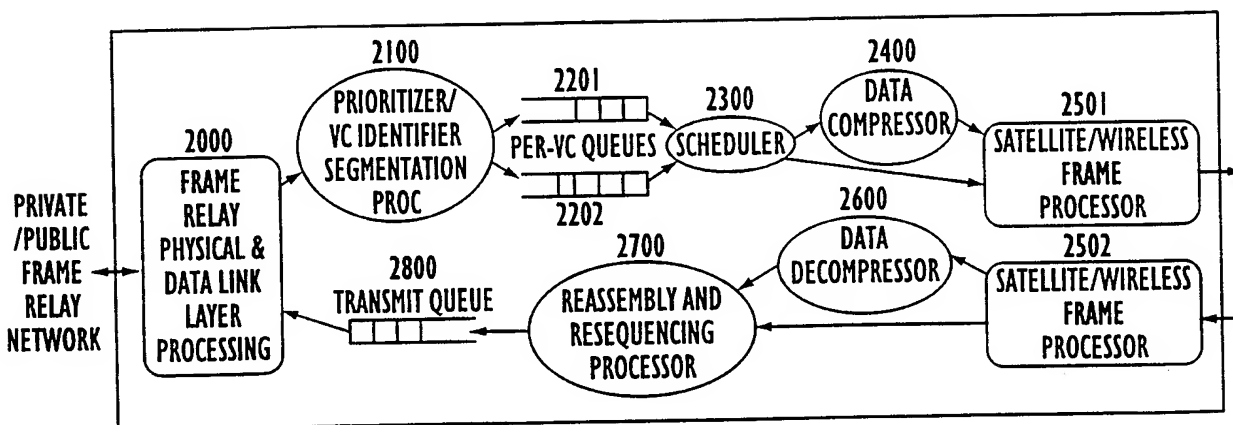 PRIVATE
/PUBLIC
FRAME
RELAY
NETWORK
2000
FRAME
RELAY
PHYSICAL &
DATA LINK
LAYER
PROCESSING
2100
PRIORITIZER/
VC IDENTIFIER
SEGMENTATION
PROC
2201
PER-VC QUEUES
2202
2300
SCHEDULER
2400
DATA
COMPRESSOR
2501
SATELLITE/WIRELESS
FRAME
PROCESSOR
2502
SATELLITE/WIRELESS
FRAME
PROCESSOR
2600
DATA
DECOMPRESSOR
2700
REASSEMBLY AND
RESEQUENCING
PROCESSOR
2800
TRANSMIT QUEUE